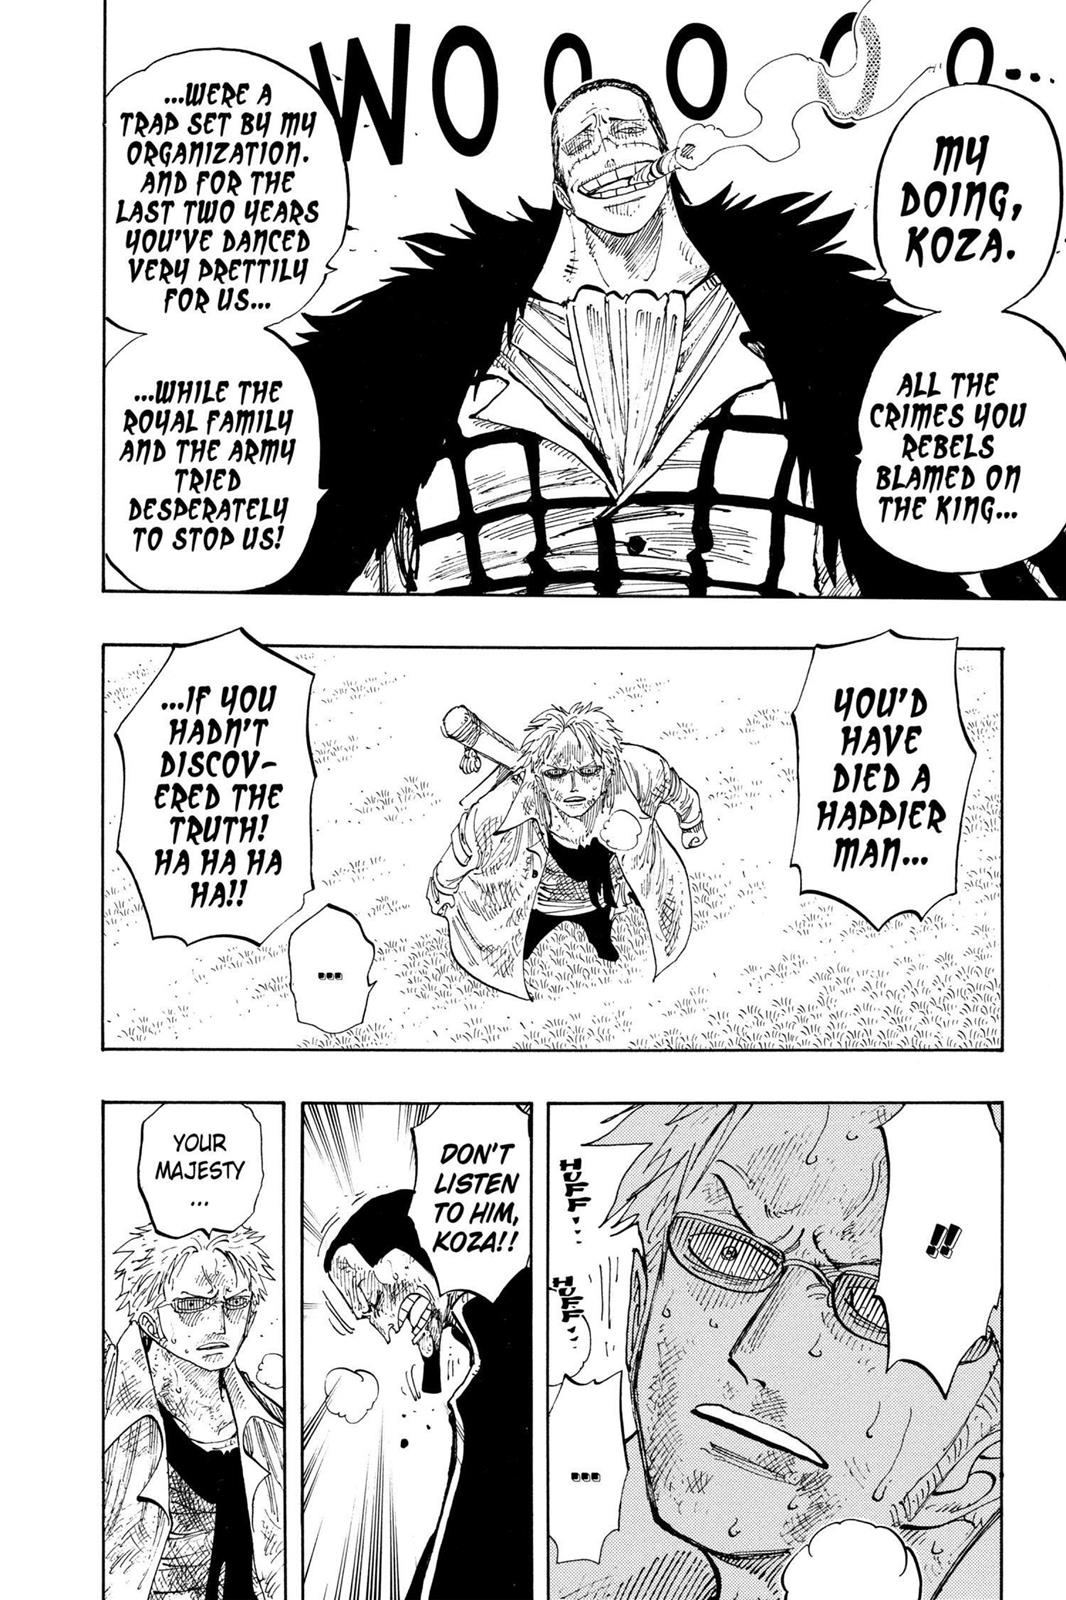 WOOOOO...
MY
DOING,
KOZA.
ALL THE
CRIMES YOU
REBELS
BLAMED ON
THE KING...
...WERE A
TRAP SET BY MY
ORGANIZATION.
AND FOR THE
LAST TWO YEARS
YOU'VE DANCED
VERY PRETTILY
FOR US...
...WHILE THE
ROYAL FAMILY
AND THE ARMY
TRIED
DESPERATELY
TO STOP US!
YOU'D
HAVE
DIED A
HAPPIER
MAN...
...IF YOU
HADN'T
DISCOV-
ERED THE
TRUTH!
HA HA HA
HA!!
...
!!
HUFF...
HUFF...
...
DON'T
LISTEN
TO HIM,
KOZA!!
YOUR
MAJESTY
...